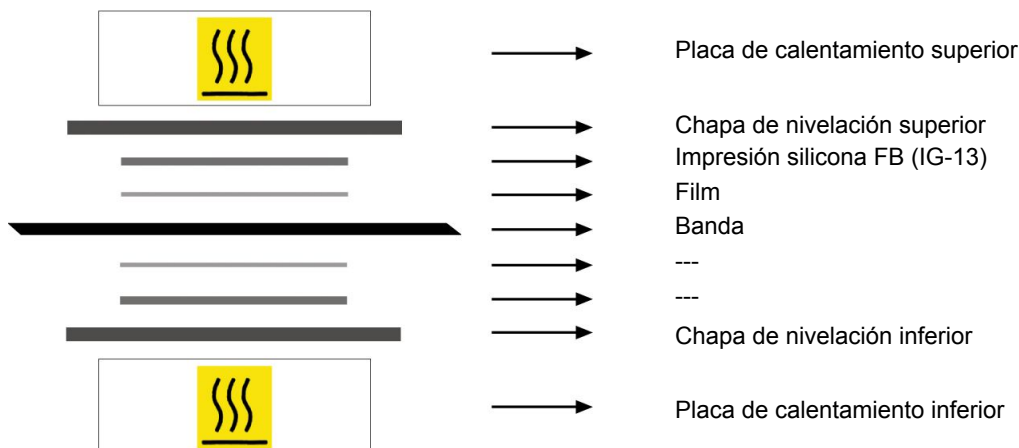 Placa de calentamiento superior
Chapa de nivelación superior
Impresión silicona FB (IG-13)
Film
Banda
---
---
Chapa de nivelación inferior
Placa de calentamiento inferior